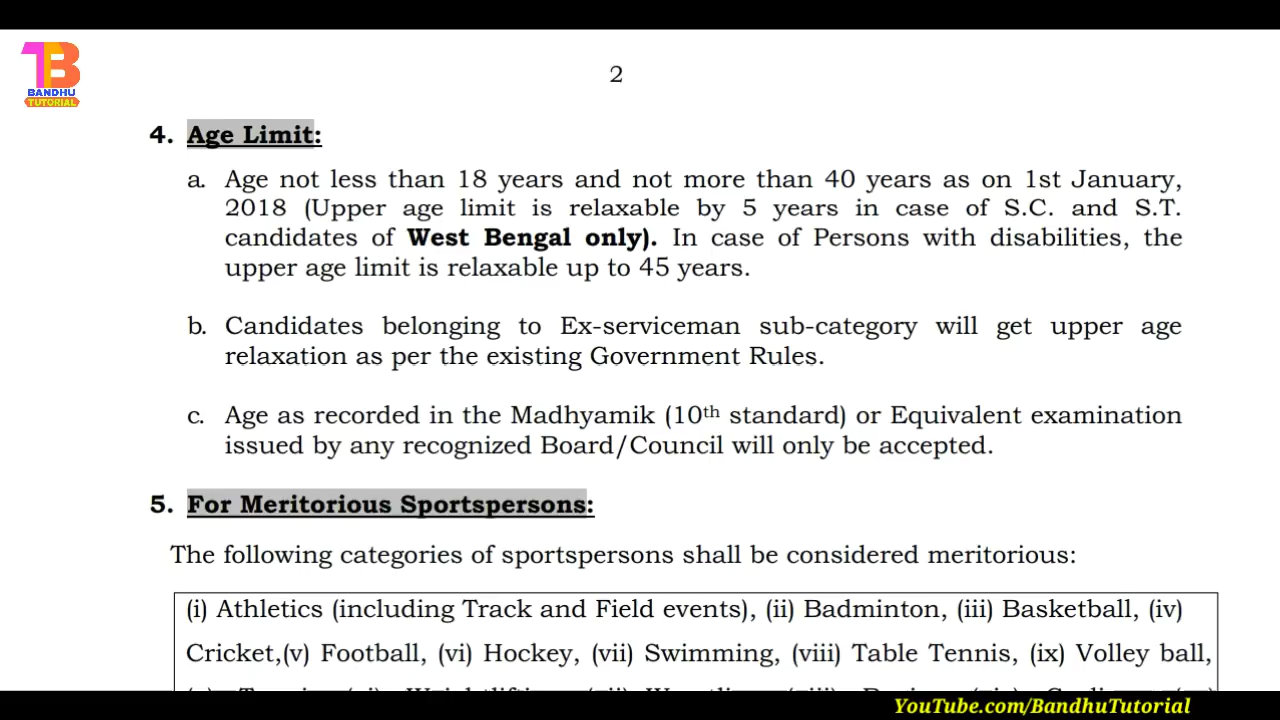 TB
BANDHU
TUTORIAL
2
4. Age Limit:
a. Age not less than 18 years and not more than 40 years as on 1st January,
2018 (Upper age limit is relaxable by 5 years in case of S.C. and S.T.
candidates of West Bengal only). In case of Persons with disabilities, the
upper age limit is relaxable up to 45 years.
b. Candidates belonging to Ex-serviceman sub-category will get upper age
relaxation as per the existing Government Rules.
c. Age as recorded in the Madhyamik (10th standard) or Equivalent examination
issued by any recognized Board/Council will only be accepted.
5. For Meritorious Sportspersons:
The following categories of sportspersons shall be considered meritorious:
(i) Athletics (including Track and Field events), (ii) Badminton, (iii) Basketball, (iv)
Cricket,(v) Football, (vi) Hockey, (vii) Swimming, (viii) Table Tennis, (ix) Volley ball,
YouTube.com/BandhuTutorial